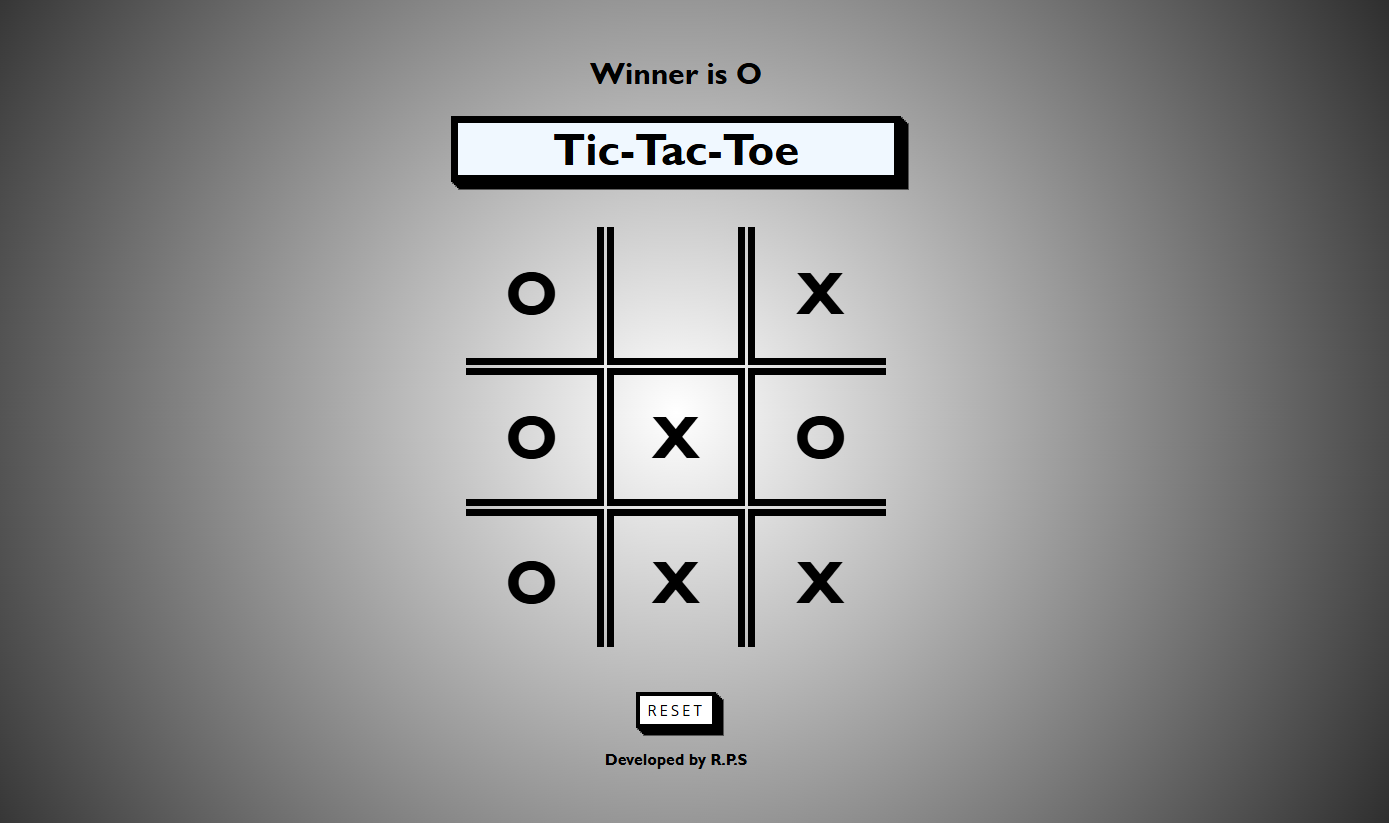 Winner is O
Tic-Tac-Toe
O X
O X O
O X X
RESET
Developed by R.P.S